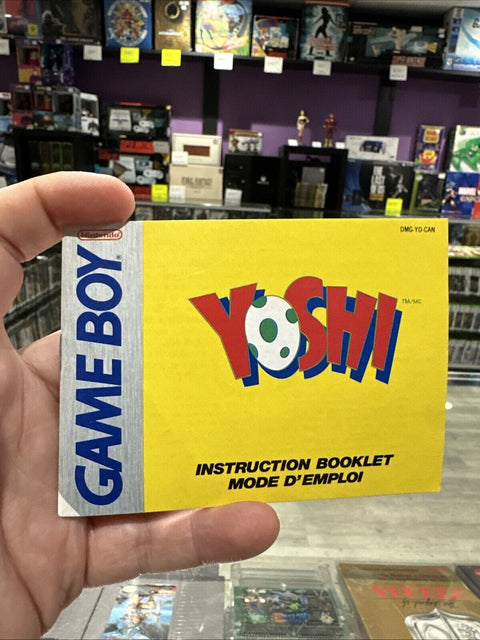 Nintendo
GAME BOY
DMG-YO-CAN
YOSHI
TM/MC
INSTRUCTION BOOKLET
MODE D'EMPLOI